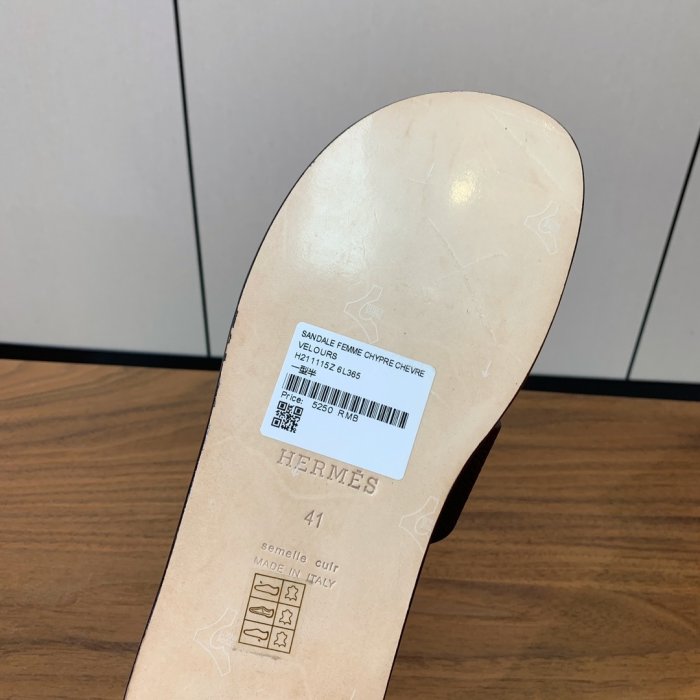 SANDALE FEMME CHYPRE CHEVRE
VELOURS
H211115Z 6L365
一型半
Price: 5250 RMB
HERMÈS
41
semelle cuir
MADE IN ITALY